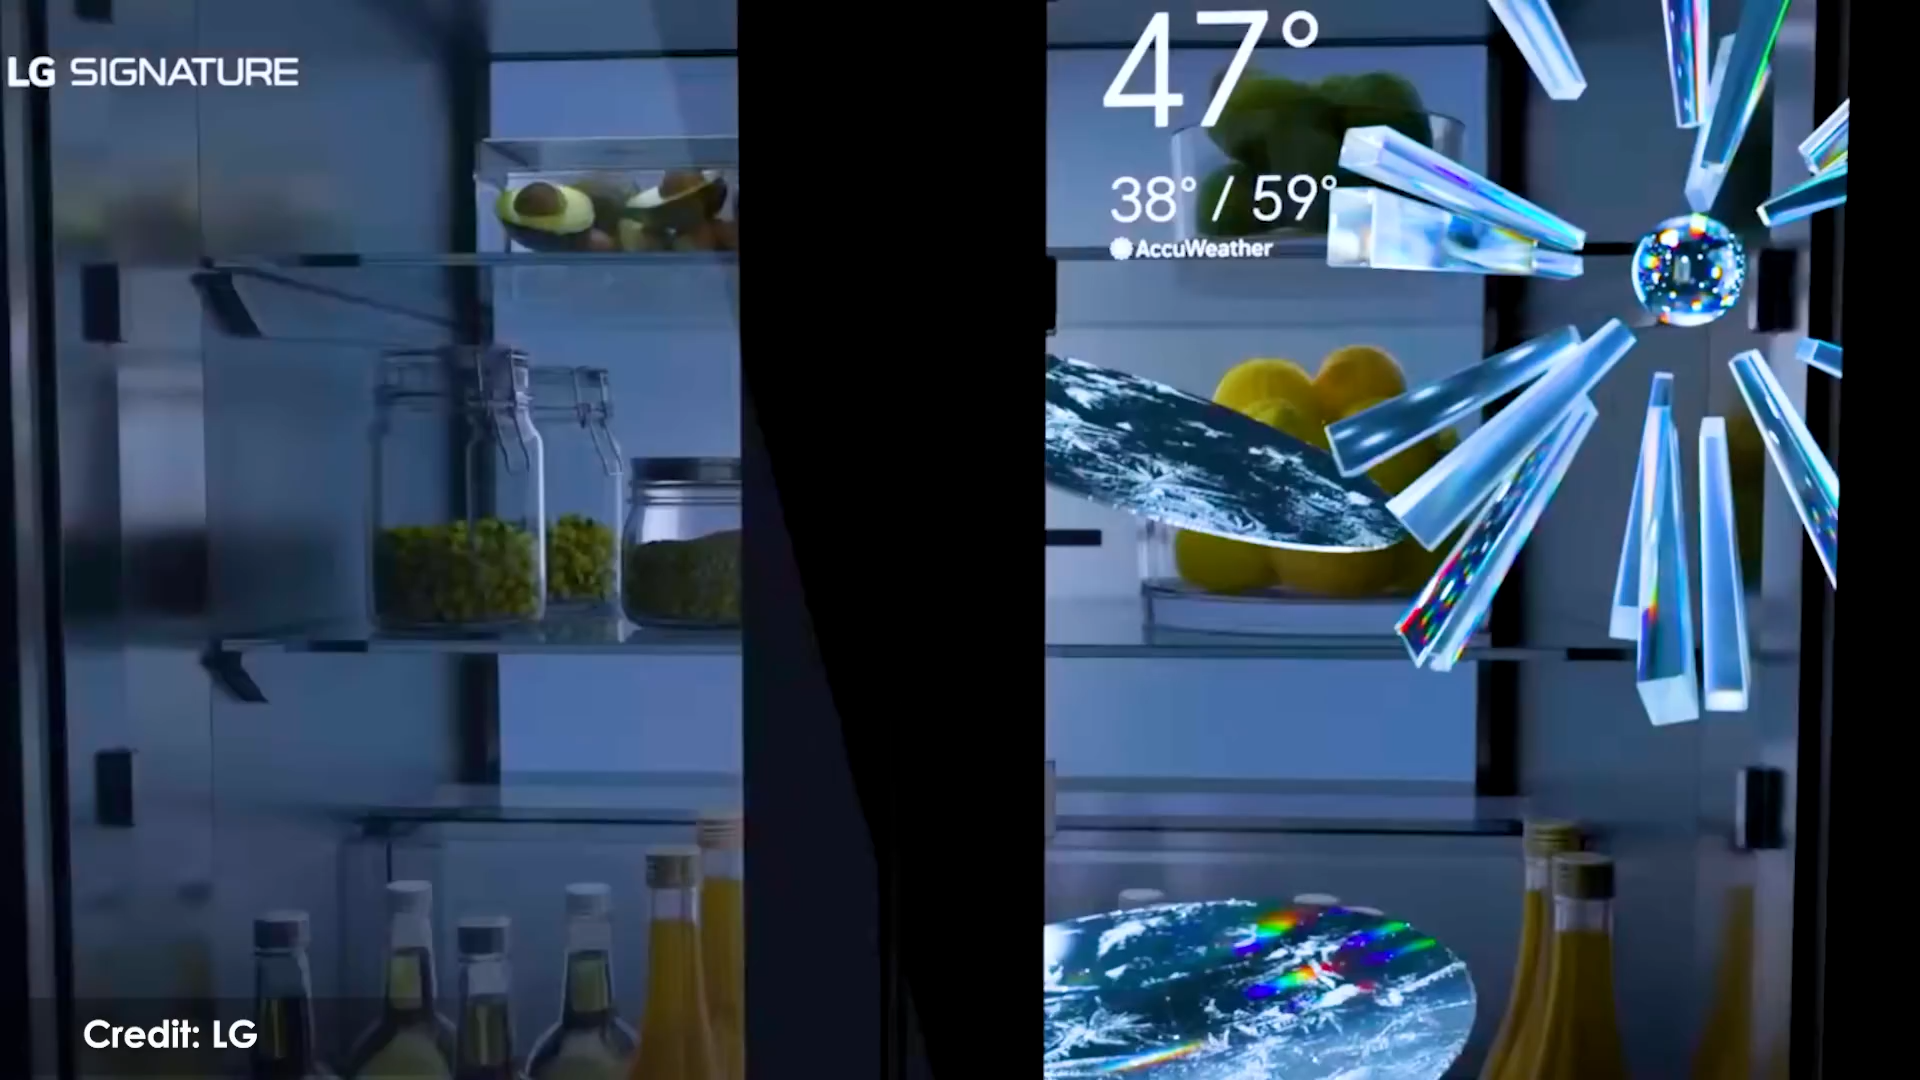 LG SIGNATURE
47°
38° / 59°
AccuWeather
Credit: LG